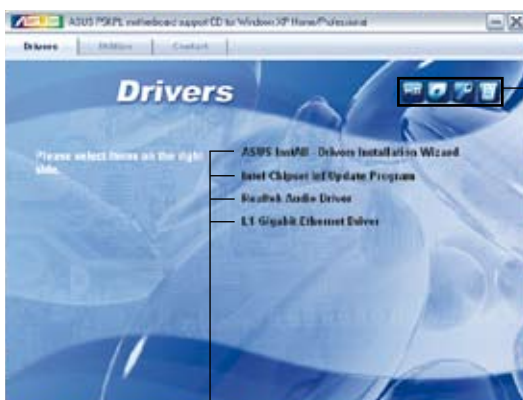 ASUS P5KPL motherboard support CD for Windows XP Home/Professional
Drivers Utilities Contact
Drivers
Please select items on the right
side.
ASUS InstAll - Drivers Installation Wizard
Intel Chipset Inf Update Program
Realtek Audio Driver
L1 Gigabit Ethernet Driver